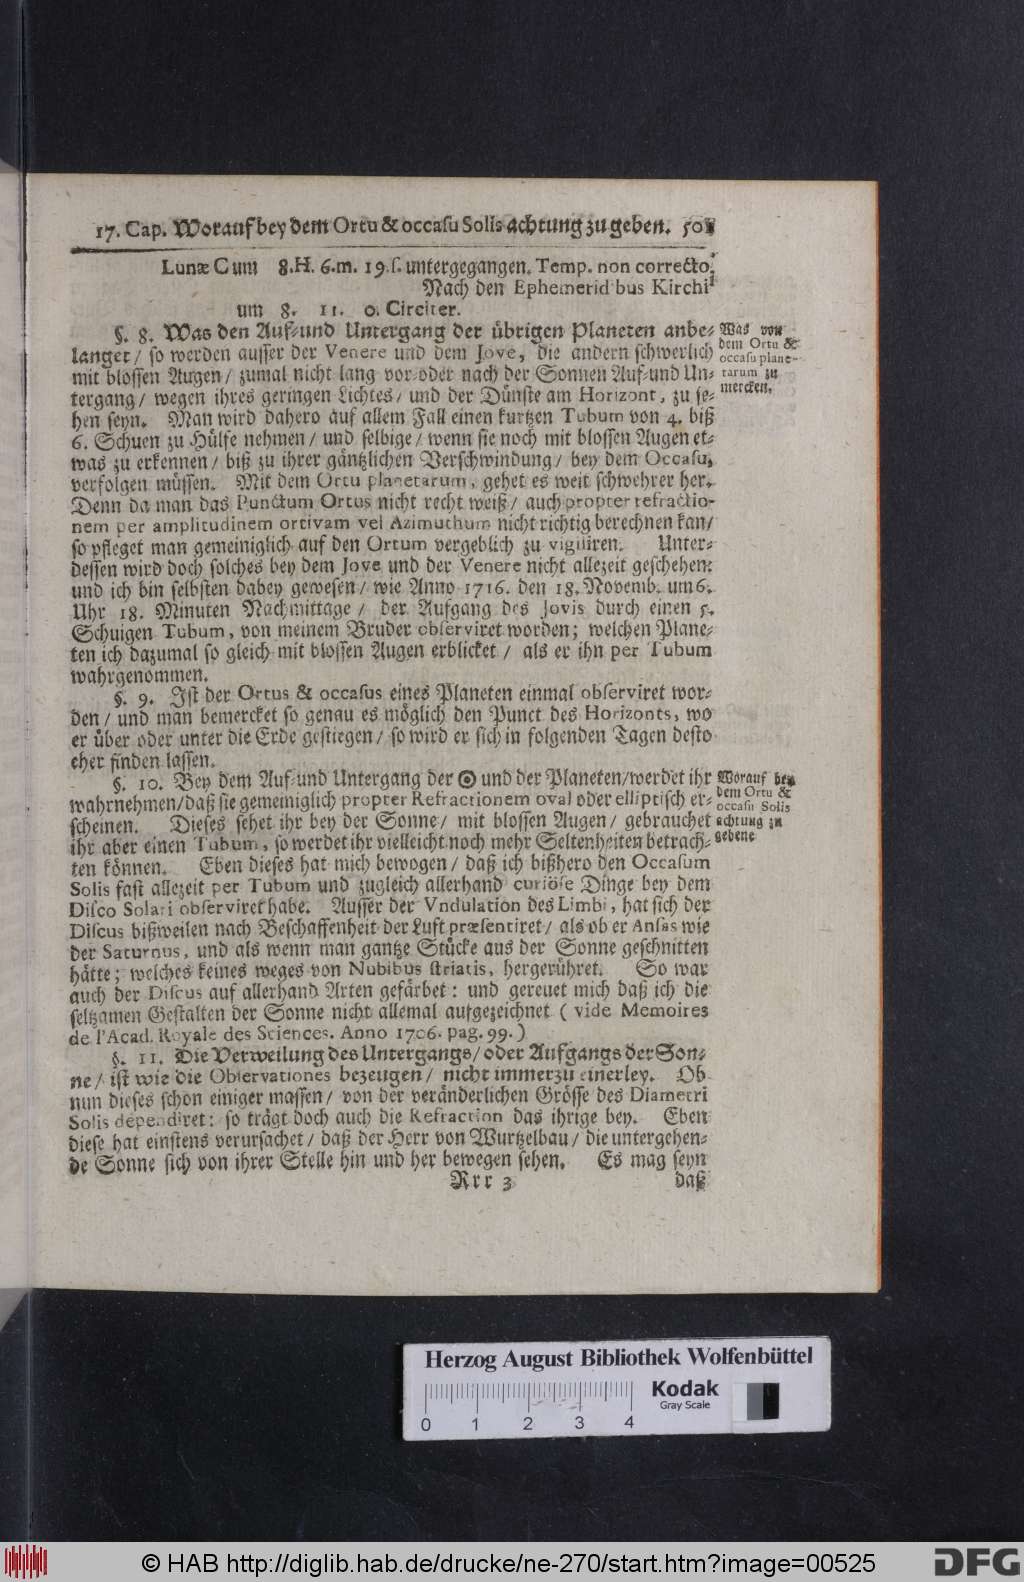 17. Cap. Worauf bey dem Ortu & occasu Solis achtung zu geben. 501
Lunæ Cum 8.H. 6.m. 19.s. untergegangen. Temp. non correcto.
Nach den Ephemerid bus Kirchi
um 8. 11. 0. Circiter.
§. 8. Was den Auf- und Untergang der übrigen Planeten anbe-
langet / so werden ausser der Venere und dem Jove, die andern schwerlich
mit blossen Augen / zumal nicht lang vor- oder nach der Sonnen Auf- und Un-
tergang / wegen ihres geringen Lichtes / und der Dünste am Horizont, zu se-
hen seyn. Man wird dahero auf allem Fall einen kurtzen Tubum von 4. biß
6. Schuen zu Hülfe nehmen / und selbige / wenn sie noch mit blossen Augen et-
was zu erkennen / biß zu ihrer gäntzlichen Verschwindung / bey dem Occasu,
verfolgen müssen. Mit dem Ortu planetarum, gehet es weit schwehrer her.
Denn da man das Punctum Ortus nicht recht weiß / auch propter refractio-
nem per amplitudinem ortivam vel Azimuthum nicht richtig berechnen kan /
so pfleget man gemeiniglich auf den Ortum vergeblich zu vigiliren. Unter-
dessen wird doch solches bey dem Jove und der Venere nicht allezeit geschehen:
und ich bin selbsten dabey gewesen / wie Anno 1716. den 18. Novemb. um 6.
Uhr 18. Minuten Nachmittage / der Aufgang des Jovis durch einen 5.
Schuigen Tubum, von meinem Bruder observiret worden; welchen Plane-
ten ich dazumal so gleich mit blossen Augen erblicket / als er ihn per Tubum
wahrgenommen.
§. 9. Ist der Ortus & occasus eines Planeten einmal observiret wor-
den / und man bemercket so genau es möglich den Punct des Horizonts, wo
er über oder unter die Erde gestiegen / so wird er sich in folgenden Tagen desto
eher finden lassen.
§. 10. Bey dem Auf- und Untergang der ☉ und der Planeten / werdet ihr
wahrnehmen / daß sie gemeiniglich propter Refractionem oval oder elliptisch er-
scheinen. Dieses sehet ihr bey der Sonne / mit blossen Augen / gebrauchet
ihr aber einen Tubum, so werdet ihr vielleicht noch mehr Seltenheiten betrach-
ten können. Eben dieses hat mich bewogen / daß ich bißhero den Occasum
Solis fast allezeit per Tubum und zugleich allerhand curiöse Dinge bey dem
Disco Solari observiret habe. Ausser der Vndulation des Limbi, hat sich der
Discus bißweilen nach Beschaffenheit der Luft præsentiret / als ob er Ansas wie
der Saturnus, und als wenn man gantze Stücke aus der Sonne geschnitten
hätte; welches keines weges von Nubibus striatis, hergerühret. So war
auch der Discus auf allerhand Arten gefärbet: und gereuet mich daß ich die
seltzamen Gestalten der Sonne nicht allemal aufgezeichnet ( vide Memoires
de l'Acad. Royale des Sciences. Anno 1706. pag. 99. )
§. 11. Die Verweilung des Untergangs / oder Aufgangs der Son-
ne / ist wie die Observationes bezeugen / nicht immerzu einerley. Ob
nun dieses schon einiger massen / von der veränderlichen Grösse des Diametri
Solis dependiret: so trägt doch auch die Refraction das ihrige bey. Eben
diese hat einstens verursachet / daß der Herr von Wurtzelbau / die untergehen-
de Sonne sich von ihrer Stelle hin und her bewegen sehen. Es mag seyn
Rrr 3 daß
Was von
dem Ortu &
occasu plane-
tarum zu
mercken.
Worauf bey
dem Ortu &
occasu Solis
achtung zu
gebene
Herzog August Bibliothek Wolfenbüttel
Kodak
Gray Scale
0 1 2 3 4
© HAB http://diglib.hab.de/drucke/ne-270/start.htm?image=00525
DFG